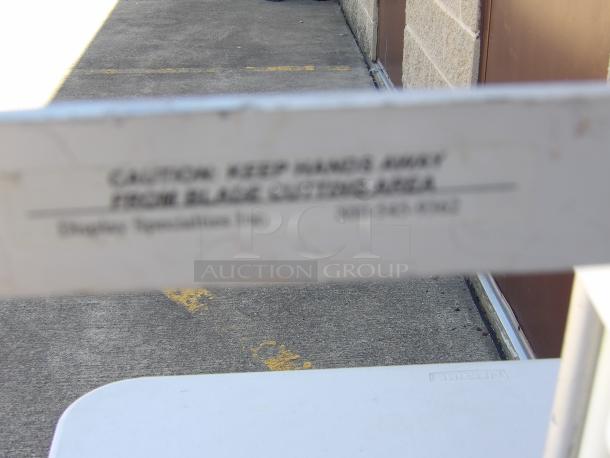 CAUTION: KEEP HANDS AWAY
FROM BLADE CUTTING AREA
Display Specialties Inc.
PCI
AUCTION GROUP